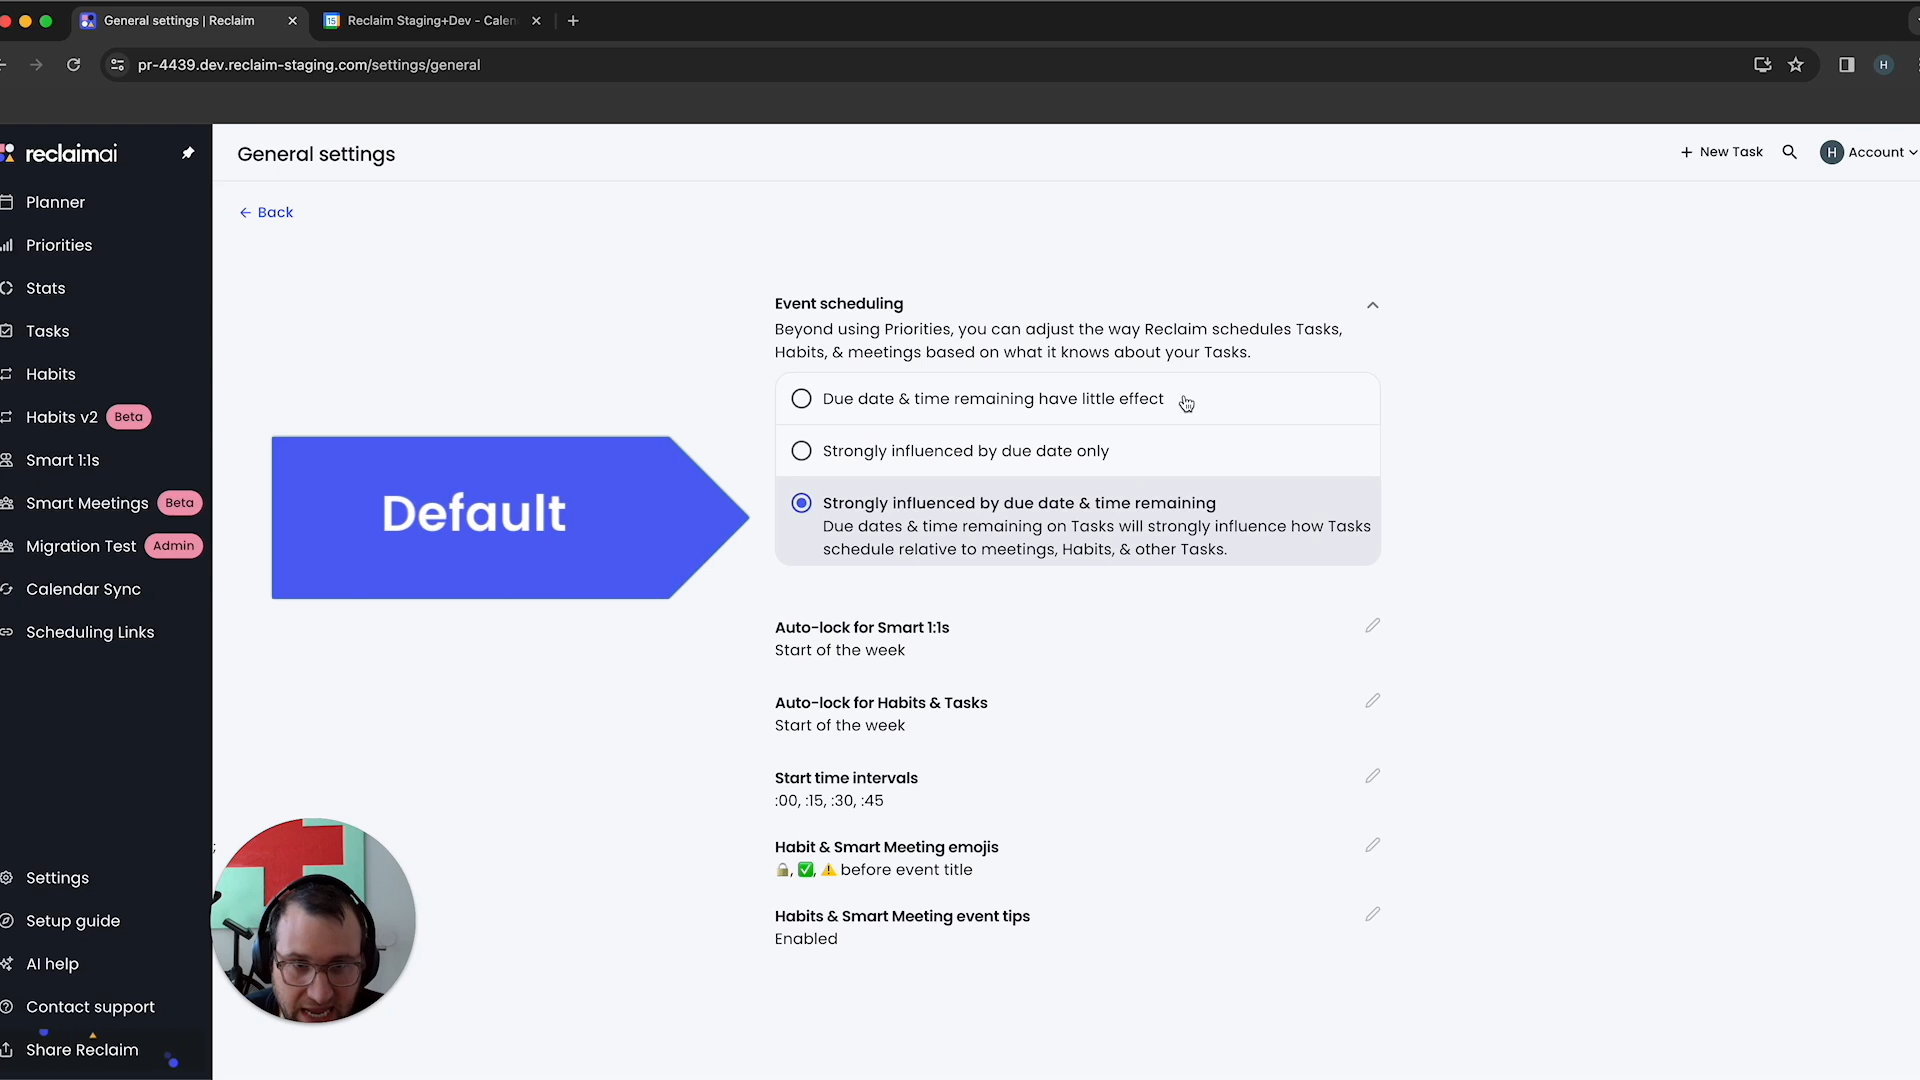 General settings | Reclaim
Reclaim Staging+Dev - Calen
pr-4439.dev.reclaim-staging.com/settings/general
H
reclaimai
General settings
New Task
H
Account
Planner
Priorities
Stats
Tasks
Habits
Habits v2 Beta
Smart 1:1s
Smart Meetings Beta
Migration Test Admin
Calendar Sync
Scheduling Links
Settings
Setup guide
AI help
Contact support
Share Reclaim
← Back
Default
Event scheduling
Beyond using Priorities, you can adjust the way Reclaim schedules Tasks,
Habits, & meetings based on what it knows about your Tasks.
Due date & time remaining have little effect
Strongly influenced by due date only
Strongly influenced by due date & time remaining
Due dates & time remaining on Tasks will strongly influence how Tasks
schedule relative to meetings, Habits, & other Tasks.
Auto-lock for Smart 1:1s
Start of the week
Auto-lock for Habits & Tasks
Start of the week
Start time intervals
:00, :15, :30, :45
Habit & Smart Meeting emojis
🔒, ✅, ⚠️ before event title
Habits & Smart Meeting event tips
Enabled